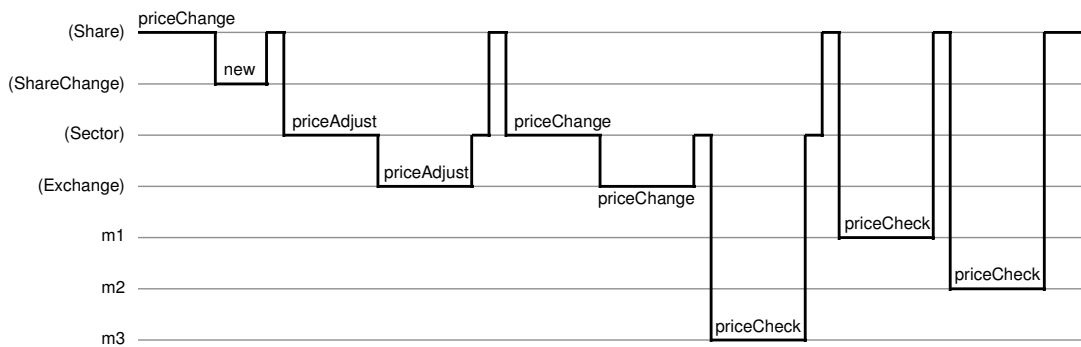 priceChange
(Share)
new
(ShareChange)
priceAdjust
priceChange
(Sector)
priceAdjust
(Exchange)
priceChange
priceCheck
m1
priceCheck
m2
priceCheck
m3